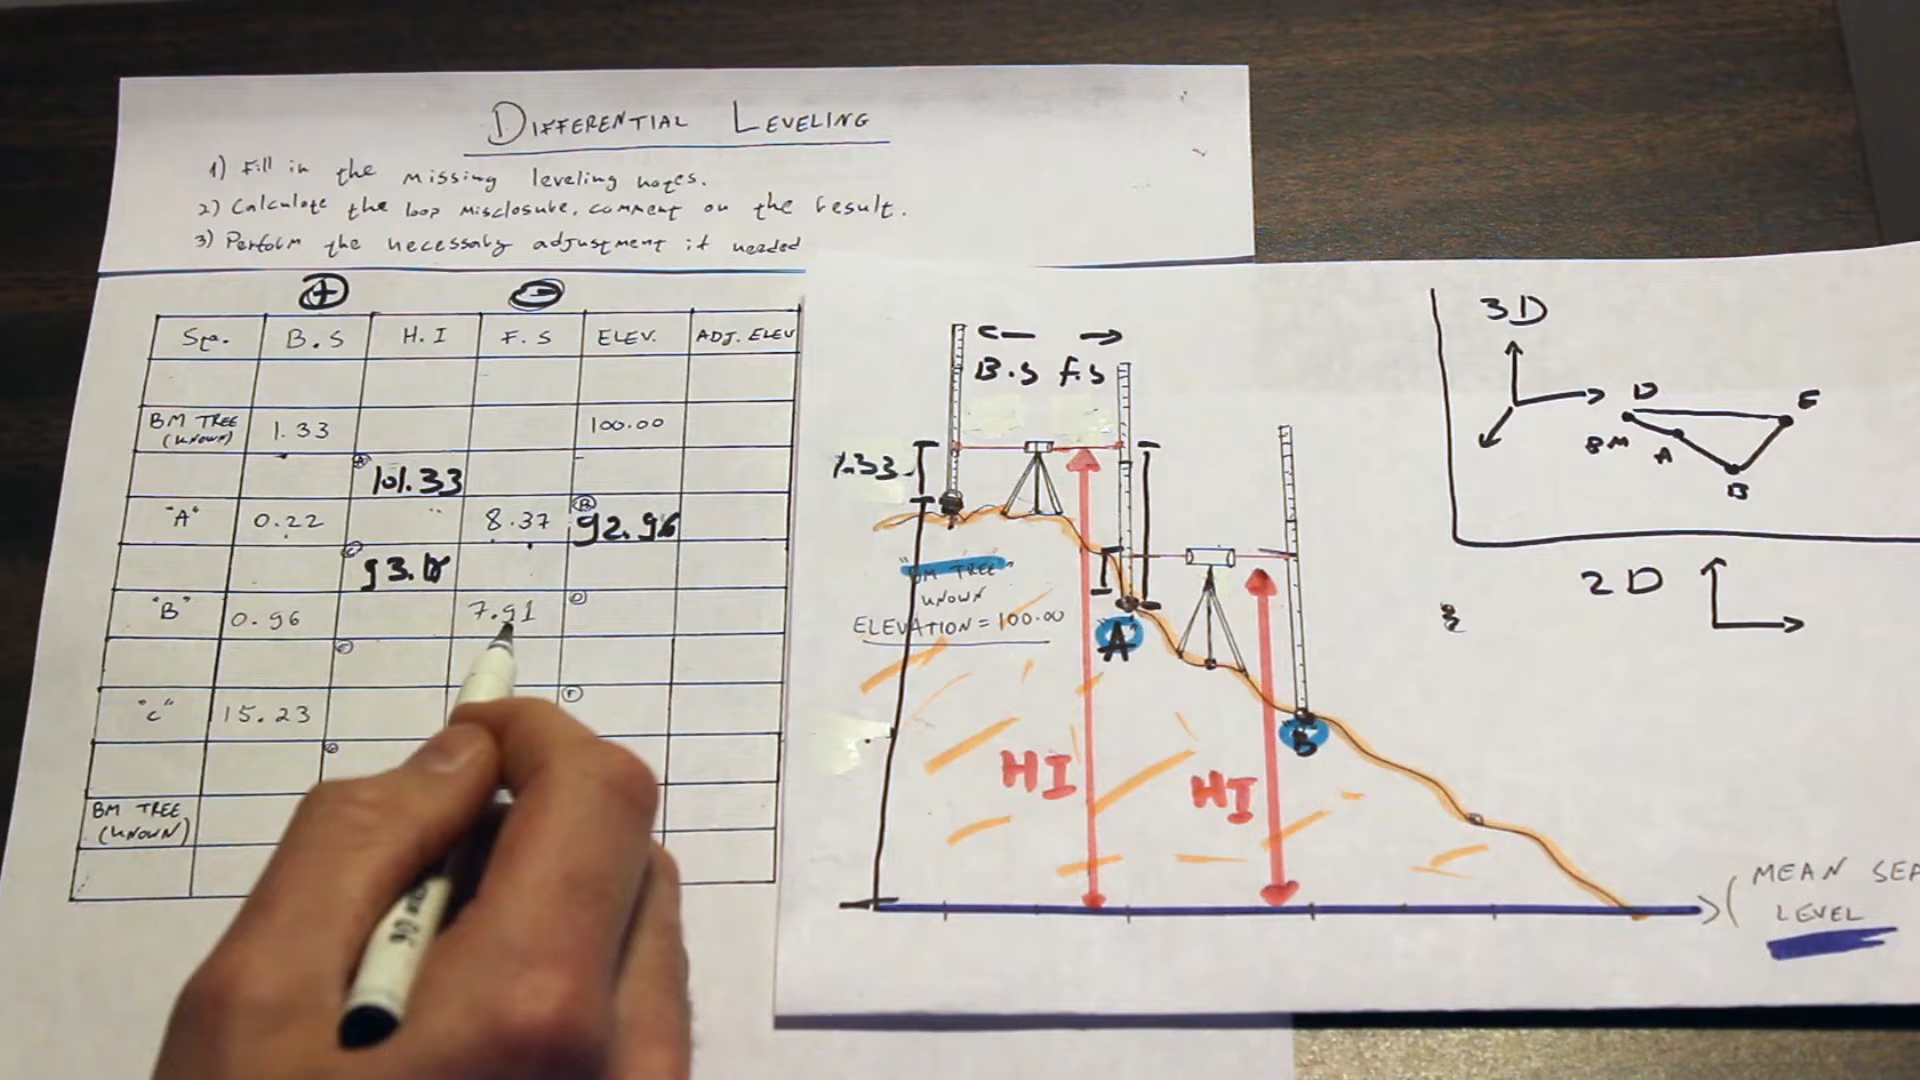 DIFFERENTIAL LEVELING
1) Fill in the missing leveling notes.
2) Calculate the loop misclosure, comment on the result.
3) Perform the necessary adjustment if needed
+ -
Sta. B.S H.I F.S ELEV. ADJ. ELEV
BM TREE (KNOWN) 1.33 100.00
A 101.33
"A" 0.22 8.37 B 92.96
C 93.18
"B" 0.96 7.91 D
E
"C" 15.23 F
G
BM TREE
(KNOWN)
B.S F.S
1.33
"BM TREE"
KNOWN
ELEVATION = 100.00
A
B
HI
HI
MEAN SEA
LEVEL
3D
D
BM A B
2D